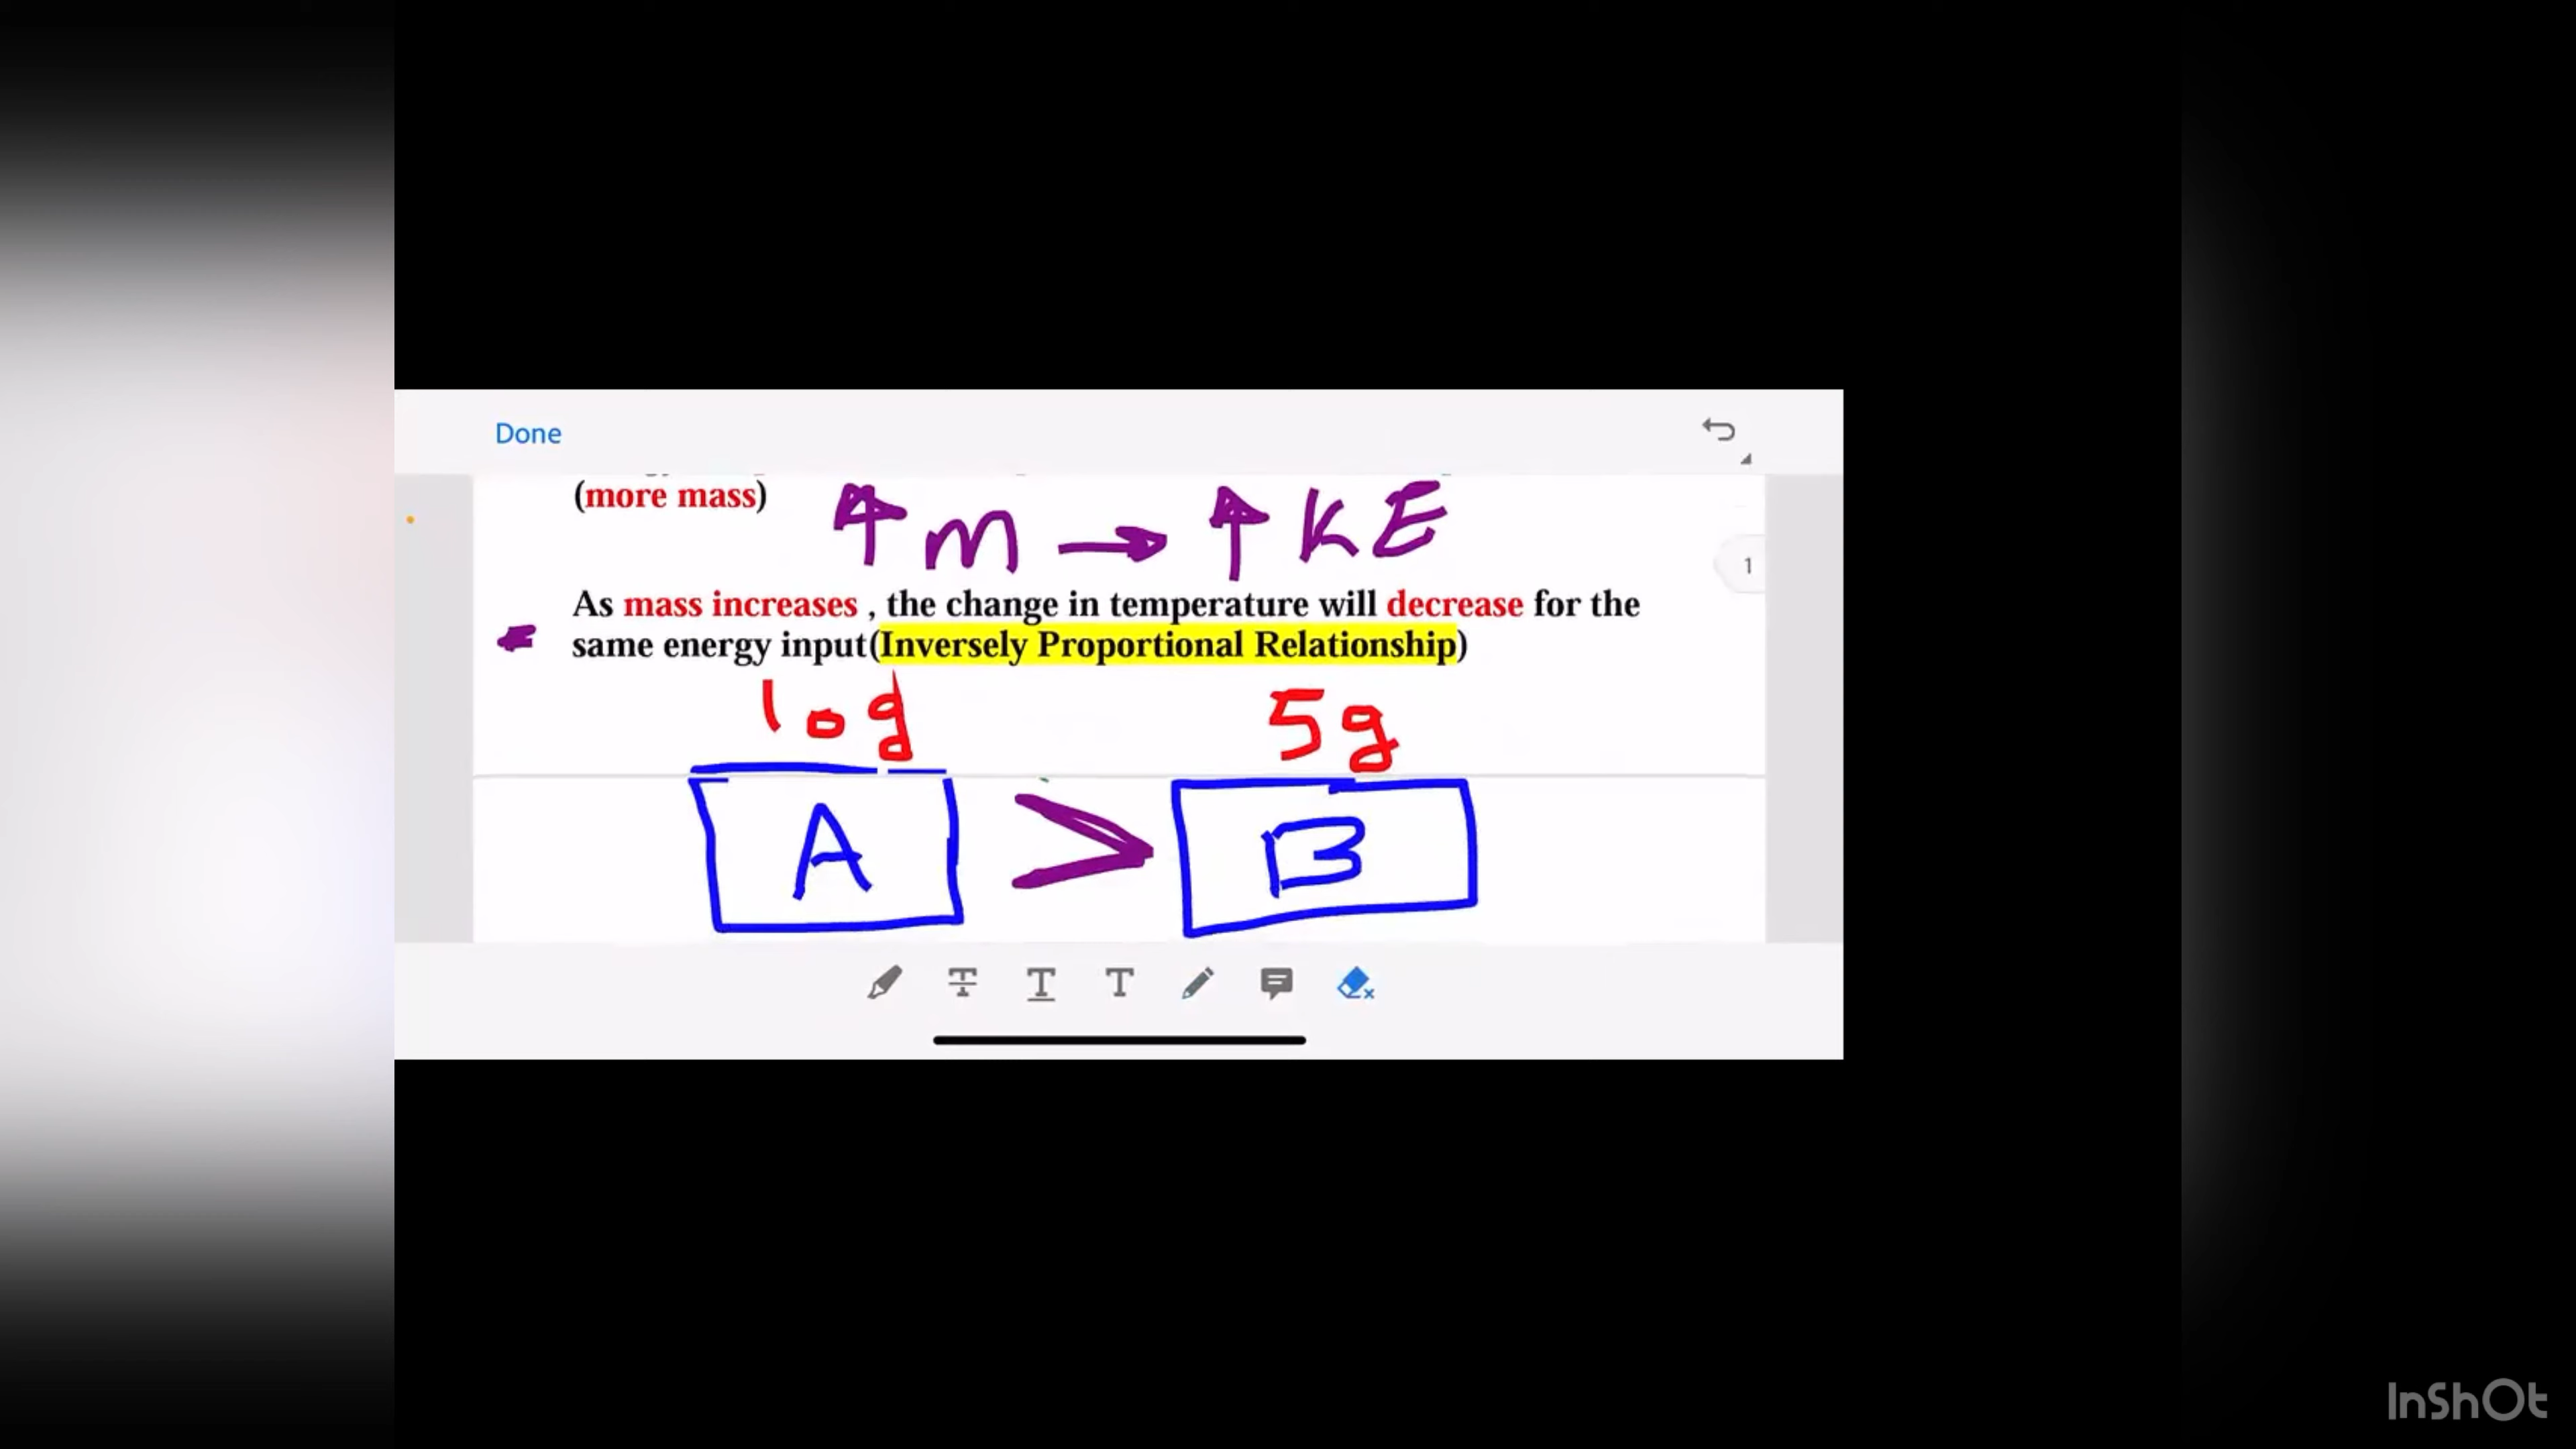 Done
(more mass)
↑ m → ↑ KE
1
As mass increases , the change in temperature will decrease for the
same energy input(Inversely Proportional Relationship)
10g 5g
A > B
InShOt